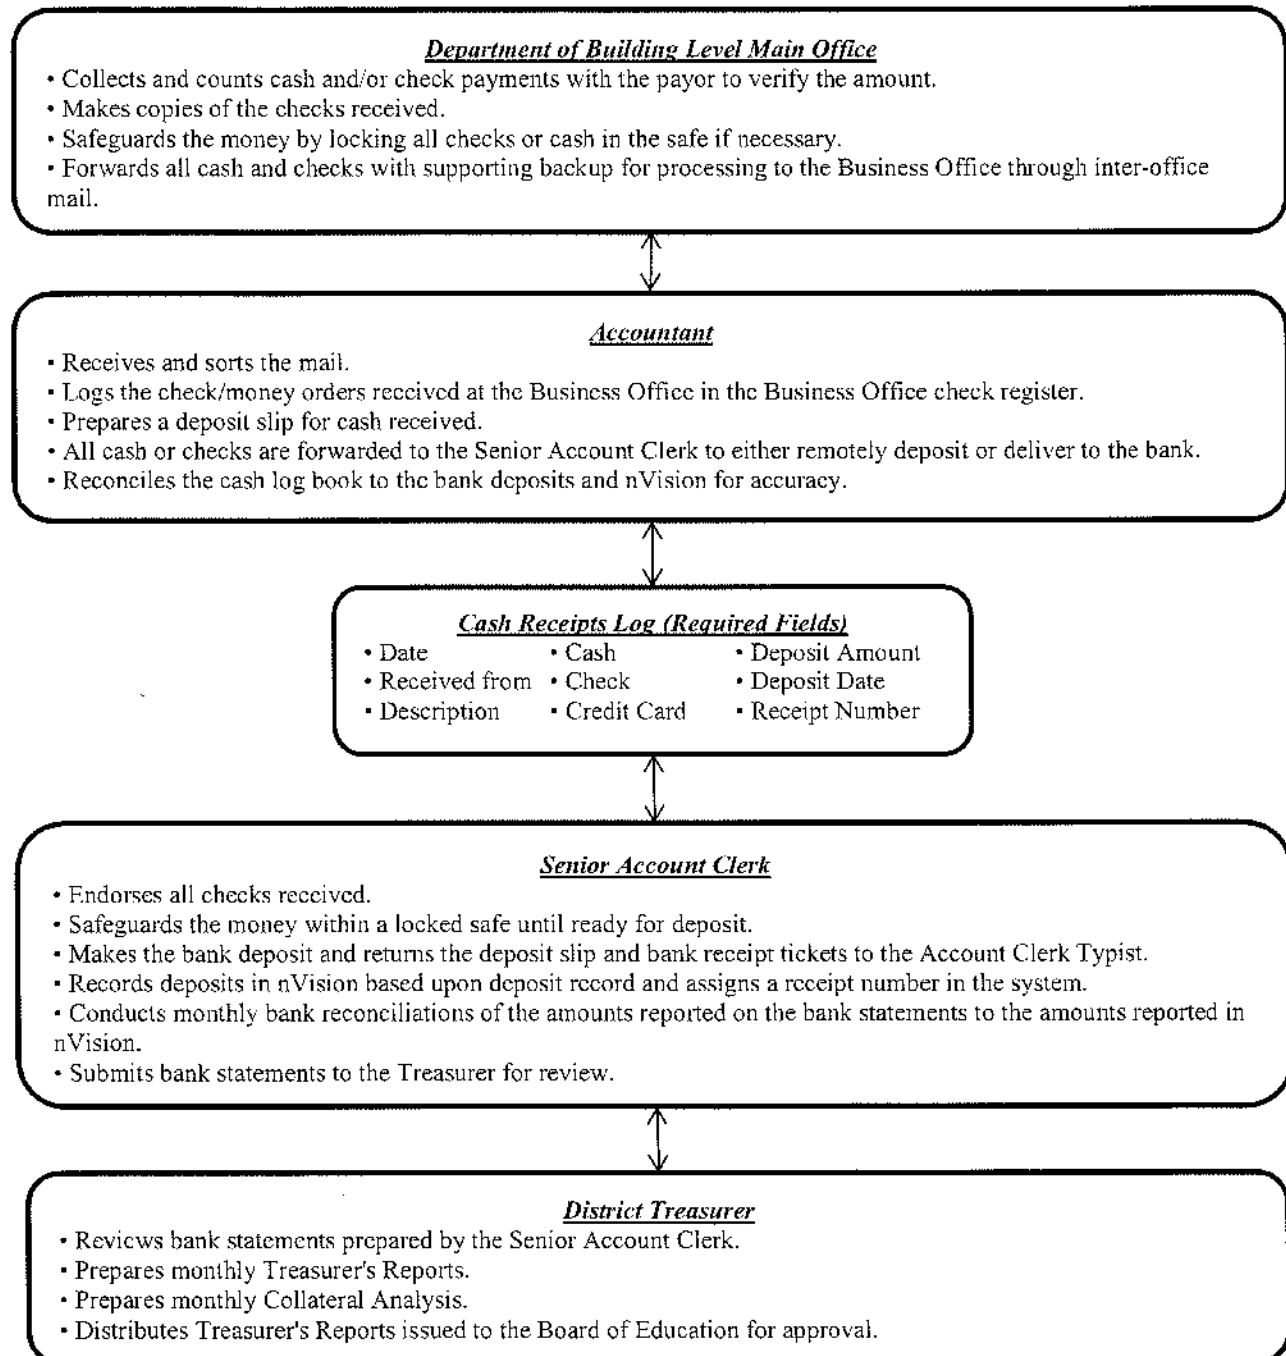 Department of Building Level Main Office
▪ Collects and counts cash and/or check payments with the payor to verify the amount.
▪ Makes copies of the checks received.
▪ Safeguards the money by locking all checks or cash in the safe if necessary.
▪ Forwards all cash and checks with supporting backup for processing to the Business Office through inter-office
mail.
Accountant
▪ Receives and sorts the mail.
▪ Logs the check/money orders received at the Business Office in the Business Office check register.
▪ Prepares a deposit slip for cash received.
▪ All cash or checks are forwarded to the Senior Account Clerk to either remotely deposit or deliver to the bank.
▪ Reconciles the cash log book to the bank deposits and nVision for accuracy.
Cash Receipts Log (Required Fields)
▪ Date ▪ Cash ▪ Deposit Amount
▪ Received from ▪ Check ▪ Deposit Date
▪ Description ▪ Credit Card ▪ Receipt Number
Senior Account Clerk
▪ Endorses all checks received.
▪ Safeguards the money within a locked safe until ready for deposit.
▪ Makes the bank deposit and returns the deposit slip and bank receipt tickets to the Account Clerk Typist.
▪ Records deposits in nVision based upon deposit record and assigns a receipt number in the system.
▪ Conducts monthly bank reconciliations of the amounts reported on the bank statements to the amounts reported in
nVision.
▪ Submits bank statements to the Treasurer for review.
District Treasurer
▪ Reviews bank statements prepared by the Senior Account Clerk.
▪ Prepares monthly Treasurer's Reports.
▪ Prepares monthly Collateral Analysis.
▪ Distributes Treasurer's Reports issued to the Board of Education for approval.